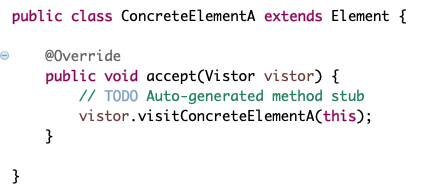 public class ConcreteElementA extends Element {
@Override
public void accept(Vistor vistor) {
// TODO Auto-generated method stub
vistor.visitConcreteElementA(this);
}
}